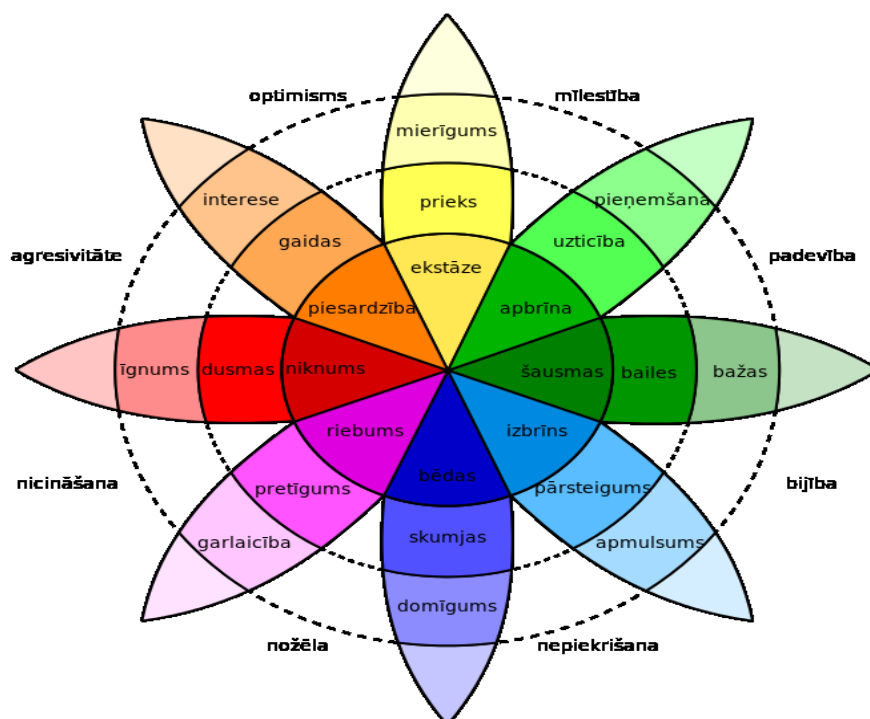 optimisms
mīlestība
mierīgums
interese
prieks
pieņemšana
gaidas
uzticība
agresivitāte
padevība
ekstāze
piesardzība
apbrīna
īgnums
dusmas
niknums
šausmas
bailes
bažas
riebums
izbrīns
bēdas
nicināšana
pretīgums
pārsteigums
bijība
skumjas
garlaicība
apmulsums
domīgums
nožēla
nepiekrišana